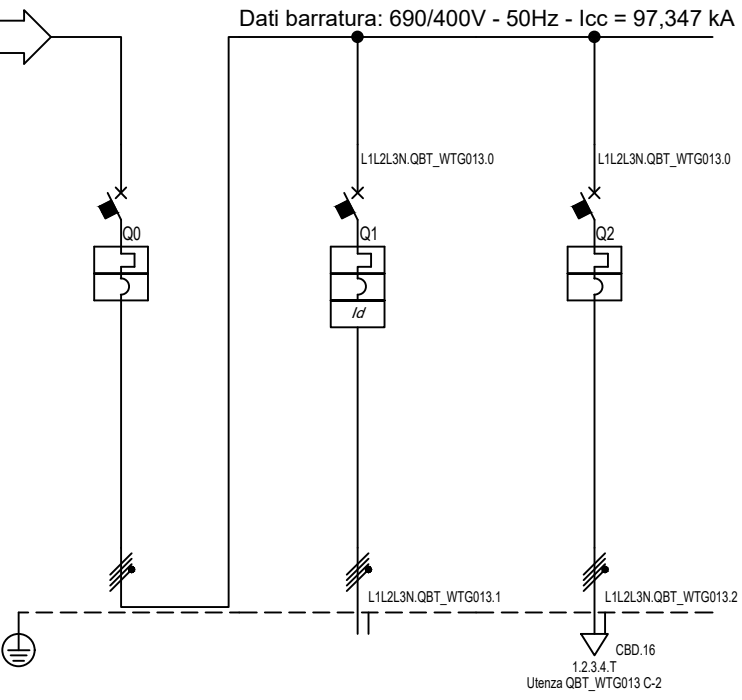 Dati barratura: 690/400V - 50Hz - Icc = 97,347 kA
L1L2L3N.QBT_WTG013.0
L1L2L3N.QBT_WTG013.0
Q0
Q1
Q2
Id
L1L2L3N.QBT_WTG013.1
L1L2L3N.QBT_WTG013.2
CBD.16
1.2.3.4.T
Utenza QBT_WTG013 C-2